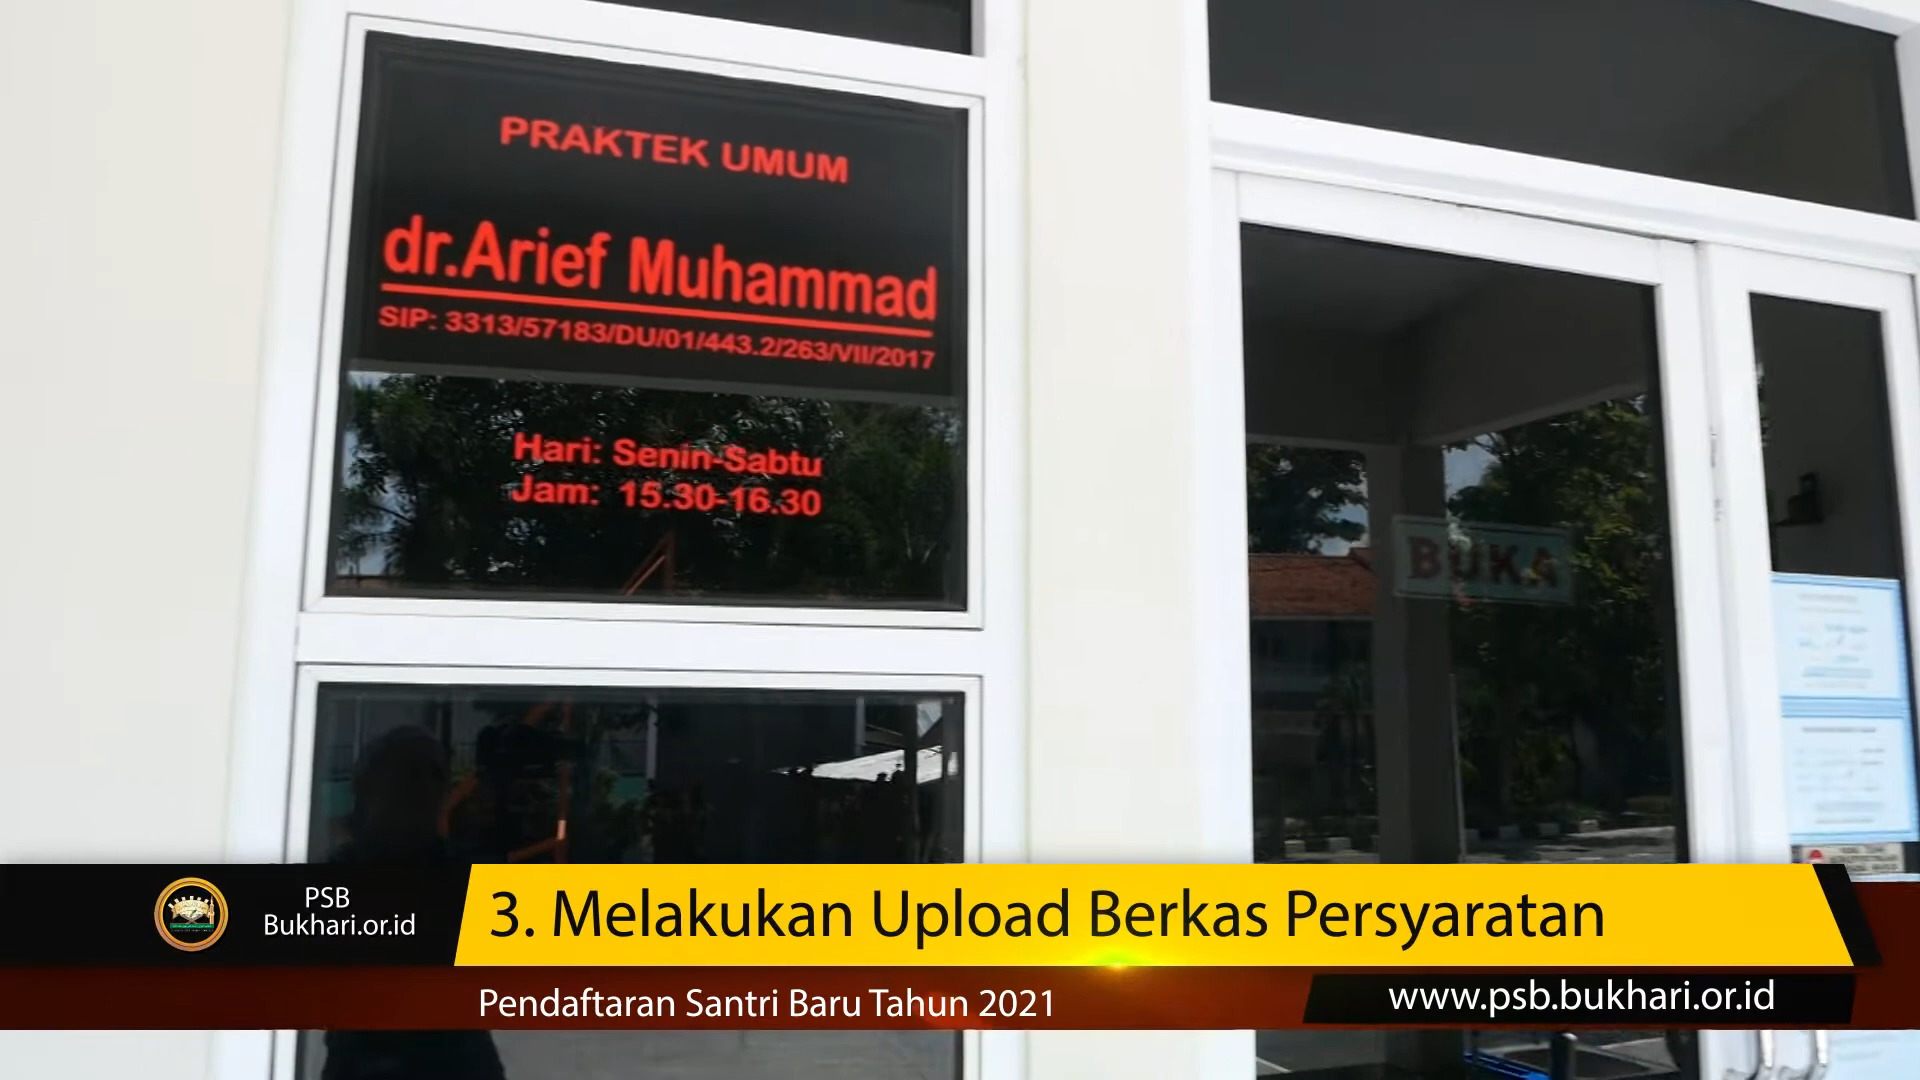 PRAKTEK UMUM
dr.Arief Muhammad
SIP: 3313/57183/DU/01/443.2/263/VII/2017
Hari: Senin-Sabtu
Jam: 15.30-16.30
BUKA
PSB
Bukhari.or.id
3. Melakukan Upload Berkas Persyaratan
Pendaftaran Santri Baru Tahun 2021
www.psb.bukhari.or.id